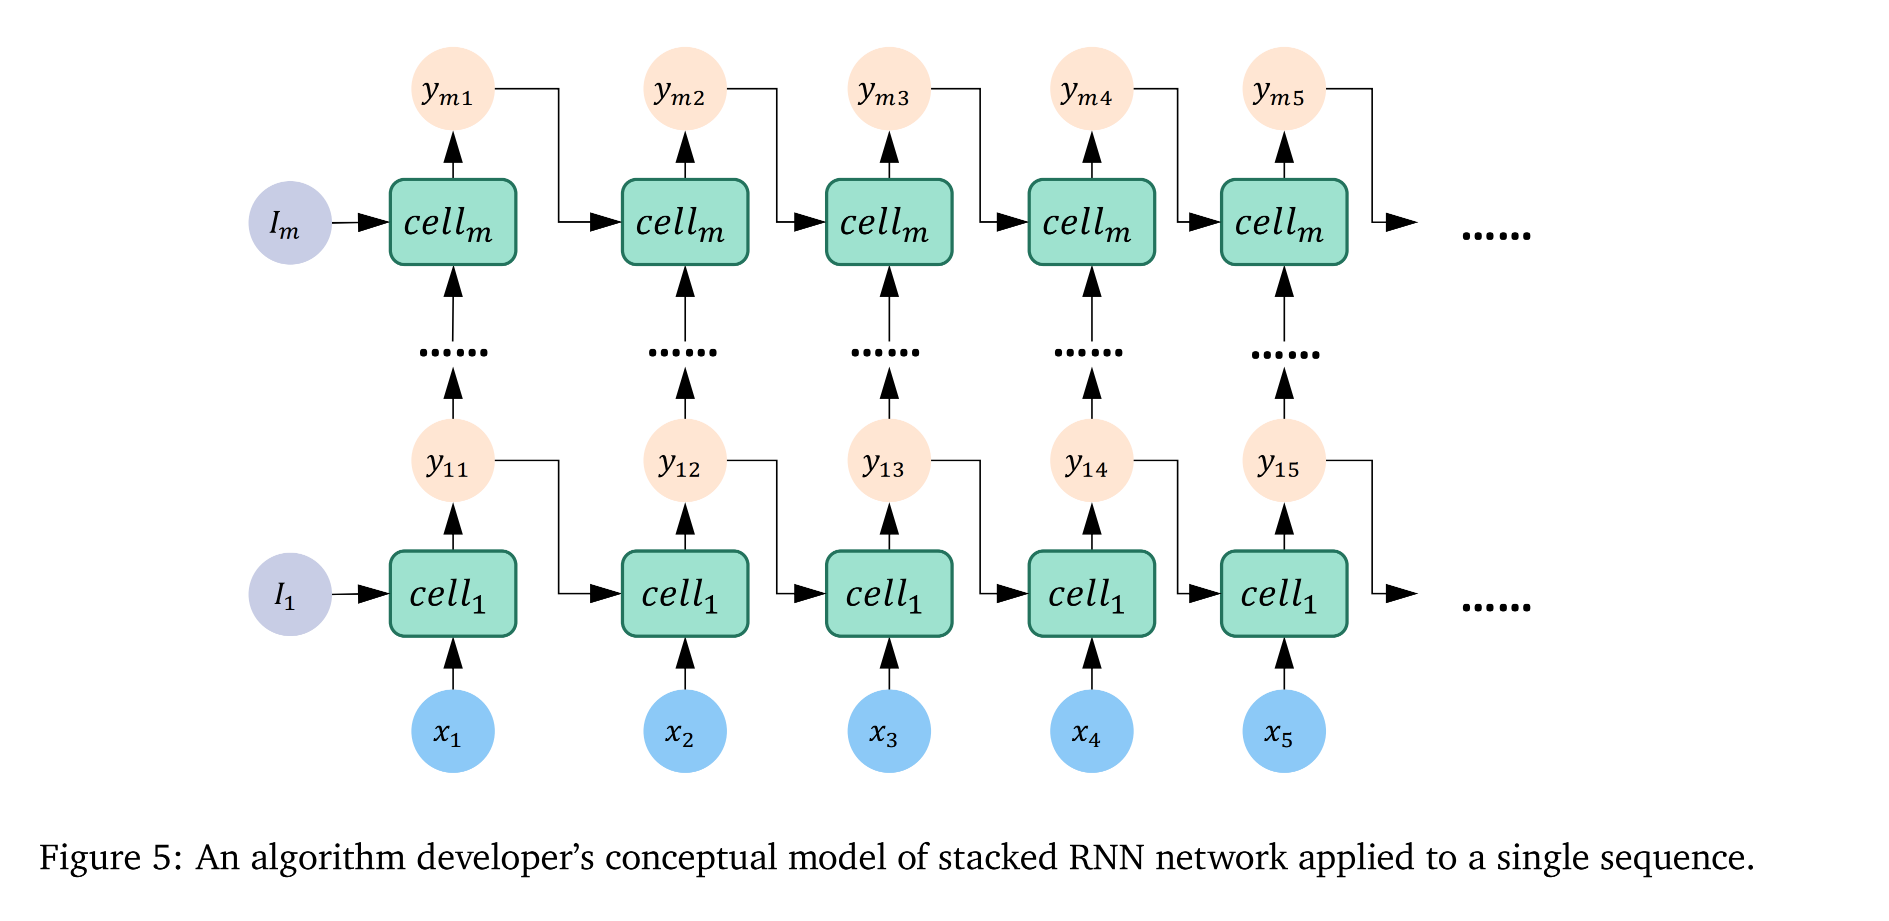 y_{m1} y_{m2} y_{m3} y_{m4} y_{m5}
I_m cell_m cell_m cell_m cell_m cell_m ......
...... ...... ...... ...... ......
y_{11} y_{12} y_{13} y_{14} y_{15}
I_1 cell_1 cell_1 cell_1 cell_1 cell_1 ......
x_1 x_2 x_3 x_4 x_5
Figure 5: An algorithm developer’s conceptual model of stacked RNN network applied to a single sequence.